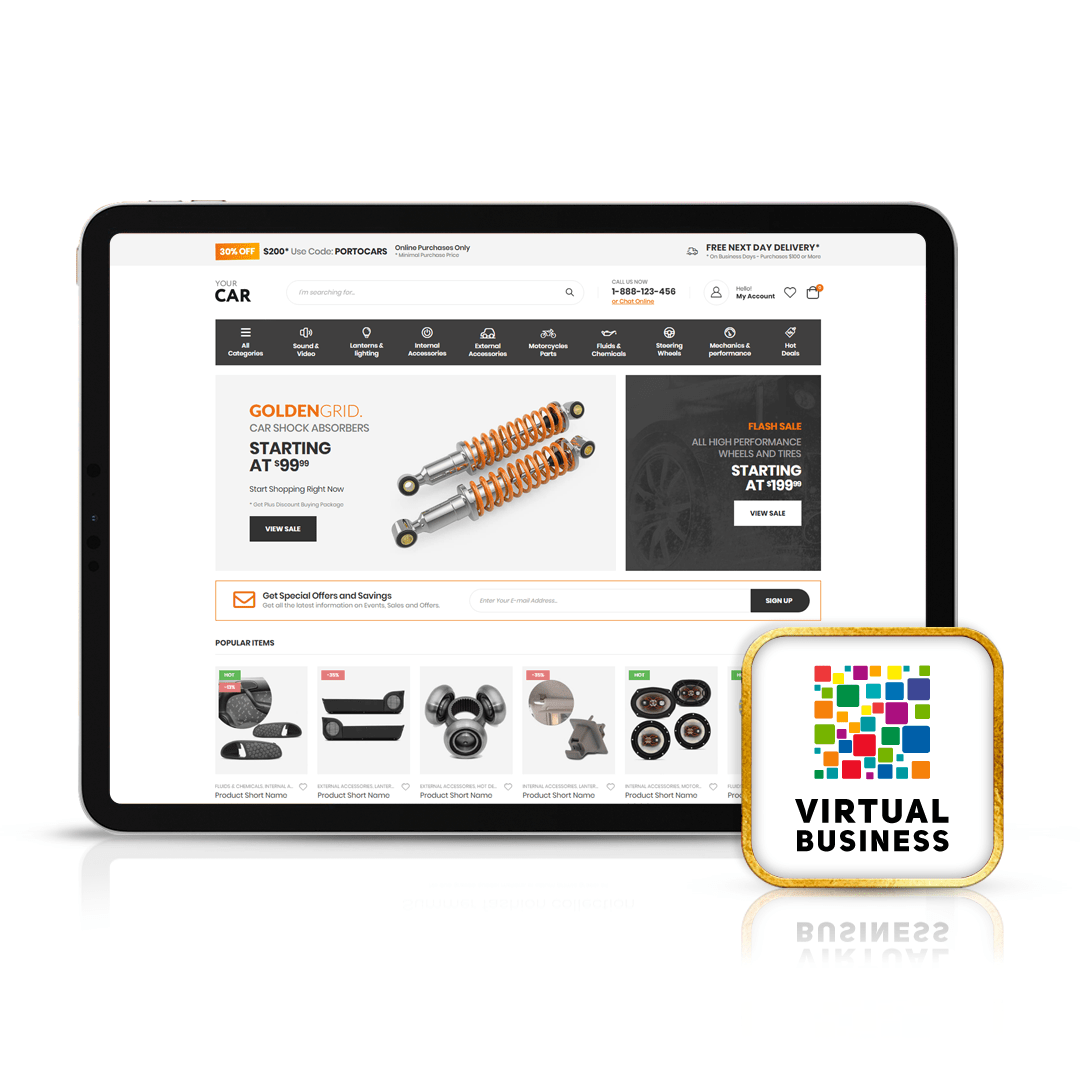 30% OFF $200* Use Code: PORTOCARS
Online Purchases Only
* Minimal Purchase Price
FREE NEXT DAY DELIVERY*
* On Business Days - Purchases $100 or More
YOUR
CAR
I'm searching for...
CALL US NOW
1-888-123-456
or Chat Online
Hello!
My Account
0
All
Categories
Sound &
Video
Lanterns &
lighting
Internal
Accessories
External
Accessories
Motorcycles
Parts
Fluids &
Chemicals
Steering
Wheels
Mechanics &
performance
Hot
Deals
GOLDENGRID.
CAR SHOCK ABSORBERS
STARTING
AT $99.99
Start Shopping Right Now
* Get Plus Discount Buying Package
VIEW SALE
FLASH SALE
ALL HIGH PERFORMANCE
WHEELS AND TIRES
STARTING
AT $199.99
VIEW SALE
Get Special Offers and Savings
Get all the latest information on Events, Sales and Offers.
Enter Your E-mail Address...
SIGN UP
POPULAR ITEMS
HOT
-13%
-35%
-35%
HOT
FLUIDS & CHEMICALS, INTERNAL A...
Product Short Name
EXTERNAL ACCESSORIES, LANTER...
Product Short Name
EXTERNAL ACCESSORIES, HOT DE...
Product Short Name
INTERNAL ACCESSORIES, LANTER...
Product Short Name
INTERNAL ACCESSORIES, MOTOR...
Product Short Name
VIRTUAL
BUSINESS